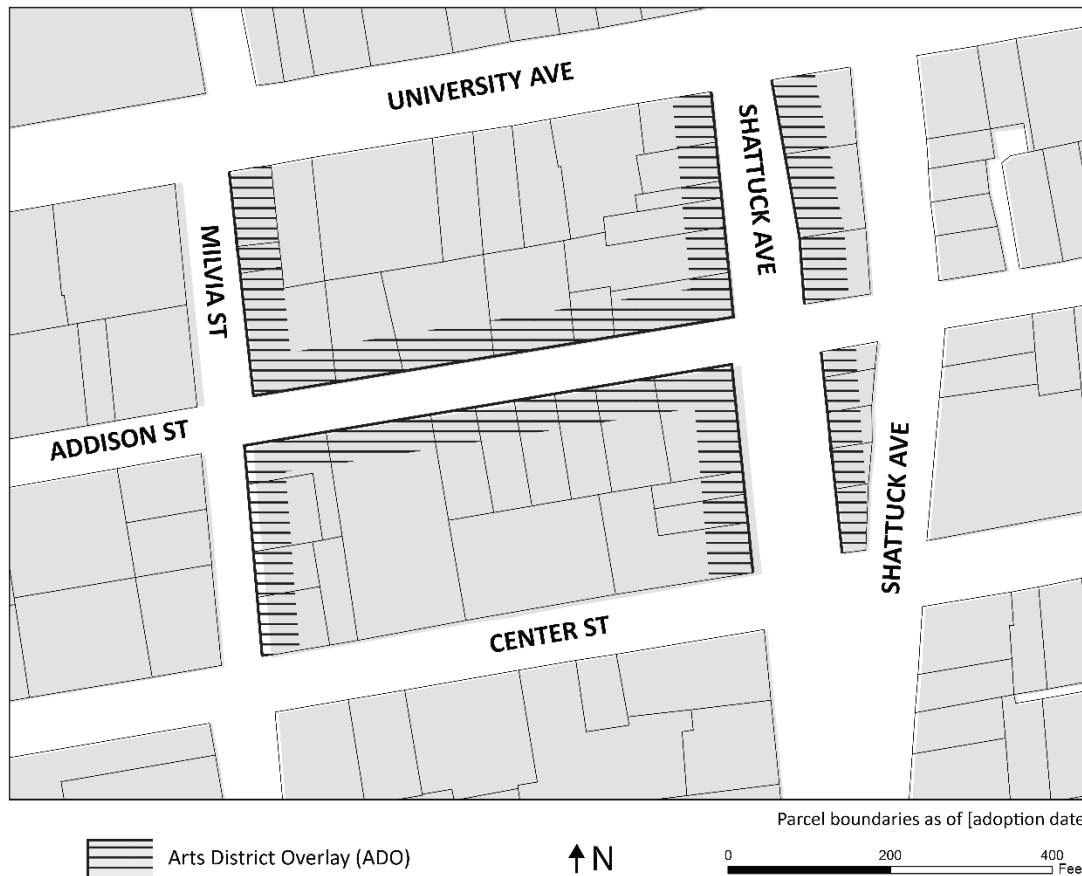 UNIVERSITY AVE
SHATTUCK AVE
MILVIA ST
ADDISON ST
SHATTUCK AVE
CENTER ST
Parcel boundaries as of [adoption date
Arts District Overlay (ADO)
N
0 200 400
Fee